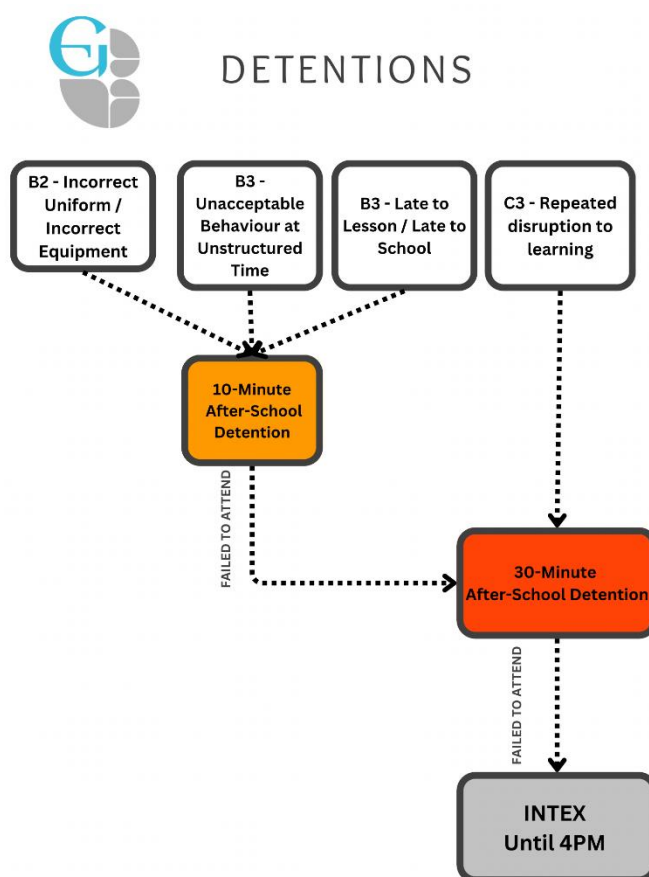 EG
DETENTIONS
B2 - Incorrect
Uniform /
Incorrect
Equipment
B3 -
Unacceptable
Behaviour at
Unstructured
Time
B3 - Late to
Lesson / Late to
School
C3 - Repeated
disruption to
learning
10-Minute
After-School
Detention
FAILED TO ATTEND
30-Minute
After-School Detention
FAILED TO ATTEND
INTEX
Until 4PM